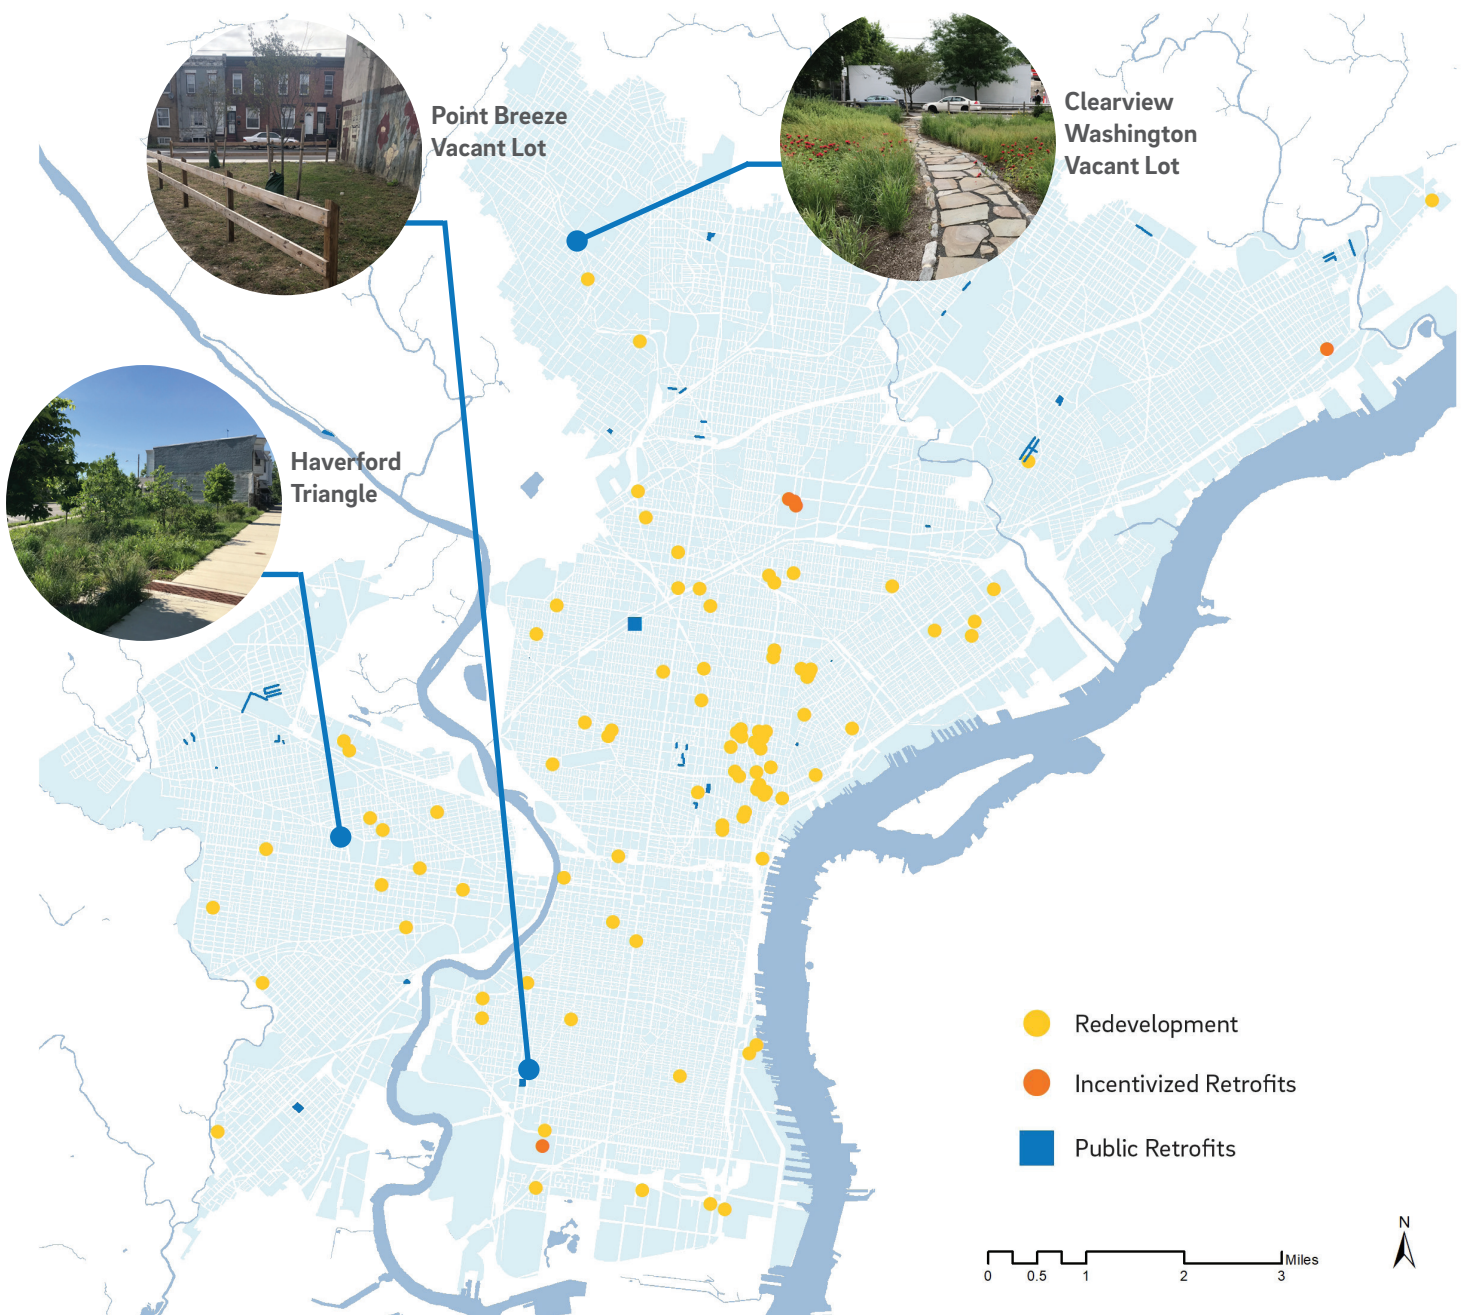 Point Breeze
Vacant Lot
Clearview
Washington
Vacant Lot
Haverford
Triangle
Redevelopment
Incentivized Retrofits
Public Retrofits
N
Miles
0 0.5 1 2 3